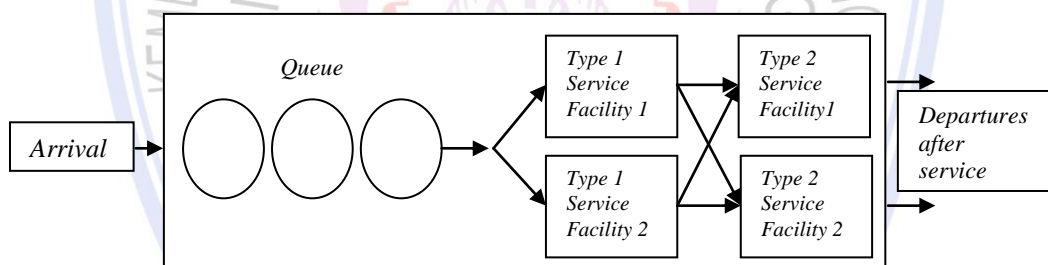 Queue
Arrival
Type 1
Service
Facility 1
Type 2
Service
Facility1
Type 1
Service
Facility 2
Type 2
Service
Facility 2
Departures
after
service